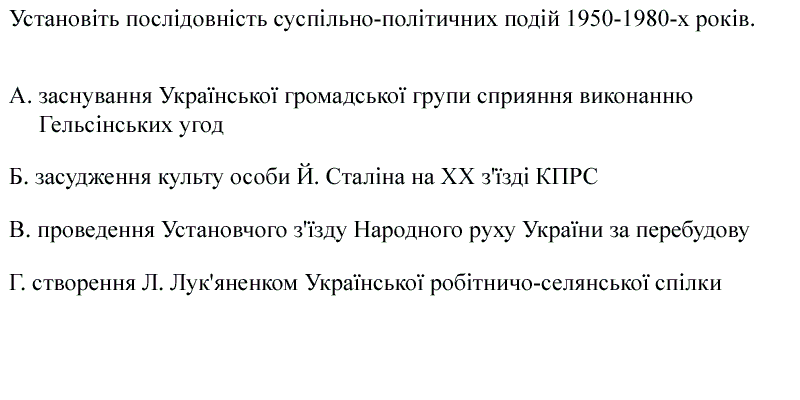 Установіть послідовність суспільно-політичних подій 1950-1980-х років.
А. заснування Української громадської групи сприяння виконанню
Гельсінських угод
Б. засудження культу особи Й. Сталіна на ХХ з'їзді КПРС
В. проведення Установчого з'їзду Народного руху України за перебудову
Г. створення Л. Лук'яненком Української робітничо-селянської спілки